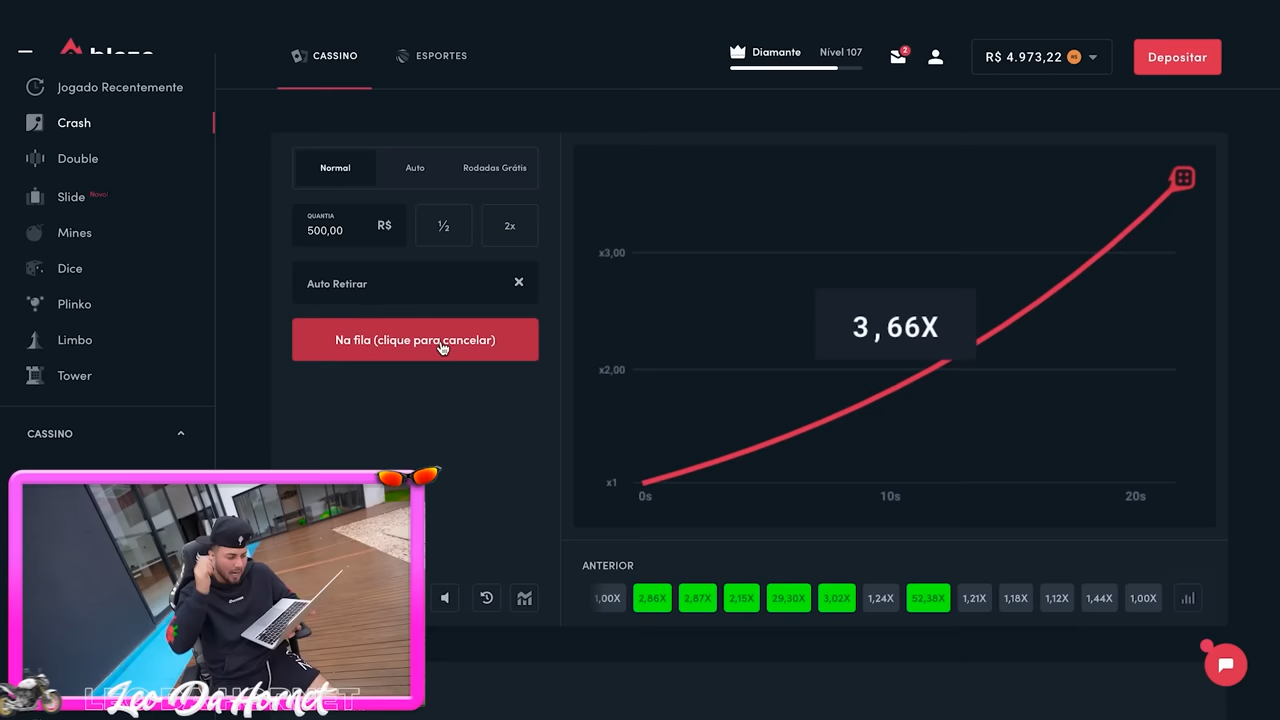 blaze
CASSINO
ESPORTES
Diamante
Nível 107
2
R$ 4.973,22
R$
Depositar
Jogado Recentemente
Crash
Double
Slide Novo!
Mines
Dice
Plinko
Limbo
Tower
CASSINO
Normal
Auto
Rodadas Grátis
QUANTIA
500,00
R$
½
2x
Auto Retirar
Na fila (clique para cancelar)
x3,00
3,66X
x2,00
x1
0s
10s
20s
ANTERIOR
1,00X
2,86X
2,87X
2,15X
29,30X
3,02X
1,24X
52,38X
1,21X
1,18X
1,12X
1,44X
1,00X
Leo Da Hornet